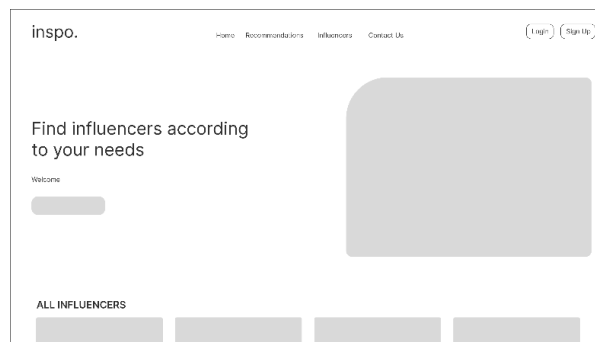 inspo.
Home Recommendations Influencers Contact Us
Login Sign Up
Find influencers according
to your needs
Welcome
ALL INFLUENCERS